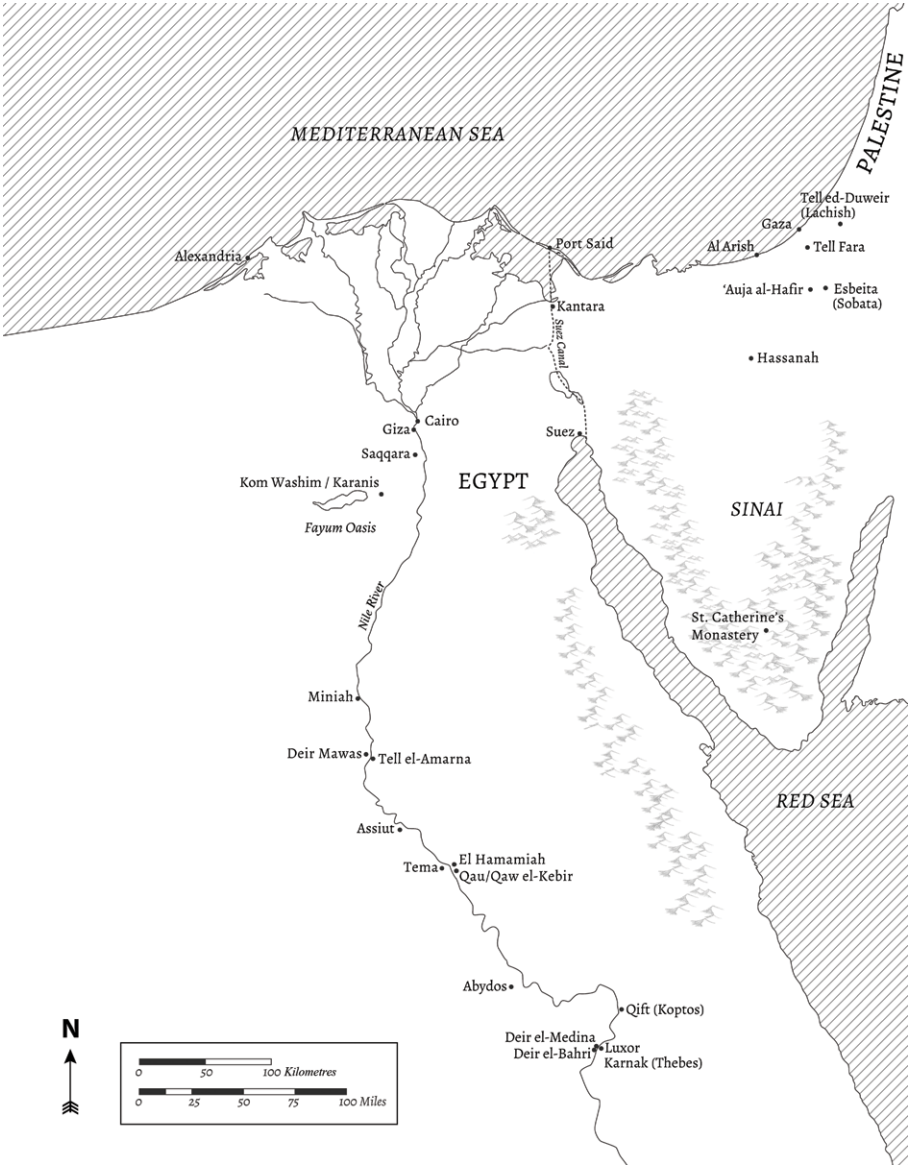 MEDITERRANEAN SEA
PALESTINE
Tell ed-Duweir
(Lachish)
Gaza
Al Arish
Tell Fara
Port Said
Alexandria
‘Auja al-Hafir
Esbeita
(Sobata)
Kantara
Suez Canal
Hassanah
Cairo
Giza
Suez
Saqqara
Kom Washim / Karanis
EGYPT
Fayum Oasis
SINAI
Nile River
St. Catherine’s
Monastery
Miniah
Deir Mawas
Tell el-Amarna
RED SEA
Assiut
El Hamamiah
Tema
Qau/Qaw el-Kebir
Abydos
Qift (Koptos)
N
Deir el-Medina
Deir el-Bahri
Luxor
Karnak (Thebes)
0 50 100 Kilometres
0 25 50 75 100 Miles